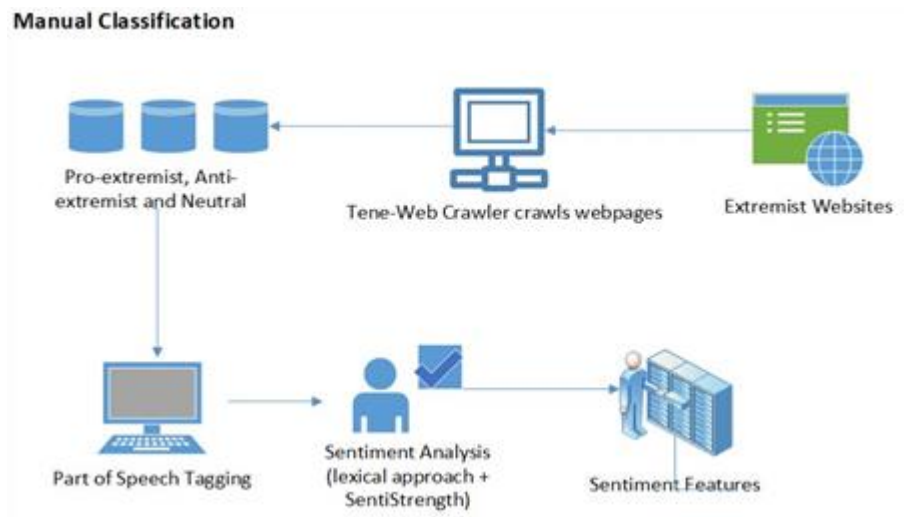 Manual Classification
Pro-extremist, Anti-
extremist and Neutral
Tene-Web Crawler crawls webpages
Extremist Websites
Part of Speech Tagging
Sentiment Analysis
(lexical approach +
SentiStrength)
Sentiment Features